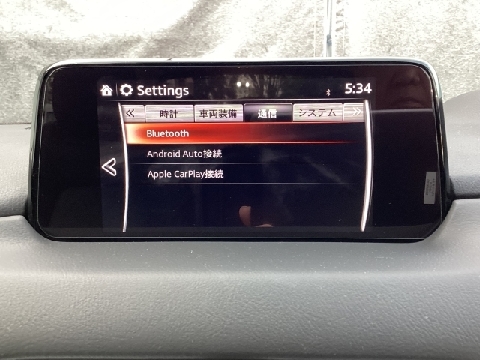 Settings 5:34
« 時計 車両装備 通信 システム »
Bluetooth
Android Auto接続
Apple CarPlay接続